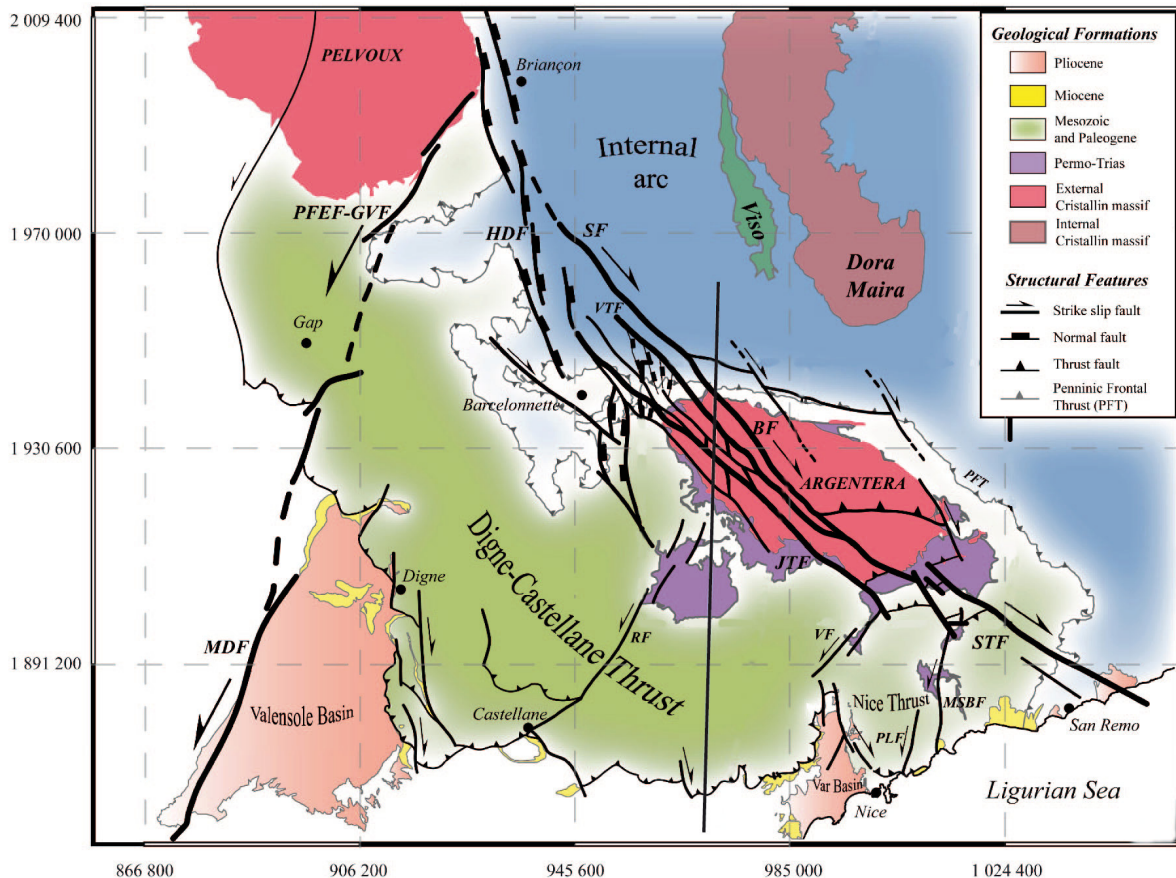 2 009 400
1 970 000
1 930 600
1 891 200
866 800
906 200
945 600
985 000
1 024 400
PELVOUX
Briançon
Internal
arc
Viso
Dora
Maira
PFEF-GVF
HDF
SF
VTF
Gap
Barcelonnette
BF
ARGENTERA
PFT
Digne-Castellane Thrust
JTF
Digne
RF
VF
STF
MDF
Valensole Basin
Castellane
Nice Thrust
MSBF
PLF
San Remo
Var Basin
Nice
Ligurian Sea
Geological Formations
Pliocene
Miocene
Mesozoic
and Paleogene
Permo-Trias
External
Cristallin massif
Internal
Cristallin massif
Structural Features
Strike slip fault
Normal fault
Thrust fault
Penninic Frontal
Thrust (PFT)